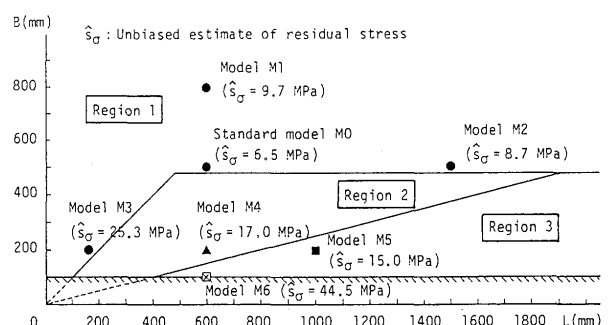 B(mm)
ŝσ : Unbiased estimate of residual stress
Model M1
(ŝσ = 9.7 MPa)
800
Region 1
600
Standard model M0
(ŝσ = 6.5 MPa)
Model M2
(ŝσ = 8.7 MPa)
400
Region 2
Model M3
(ŝσ = 25.3 MPa)
Model M4
(ŝσ = 17.0 MPa)
Region 3
200
Model M5
(ŝσ = 15.0 MPa)
Model M6 (ŝσ = 44.5 MPa)
0
0 200 400 600 800 1000 1200 1400 1600 1800 L(mm)